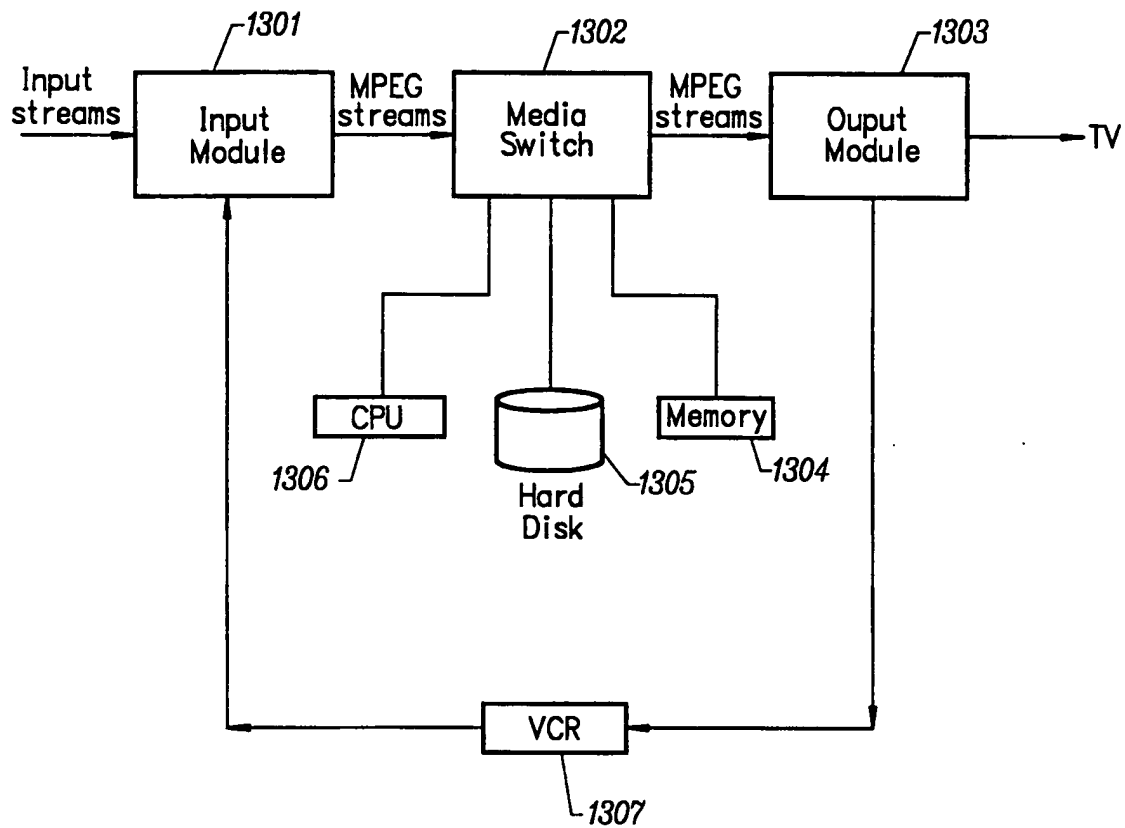 1301
1302
1303
Input
streams
Input
Module
MPEG
streams
Media
Switch
MPEG
streams
Ouput
Module
TV
CPU
1306
Hard
Disk
1305
Memory
1304
VCR
1307